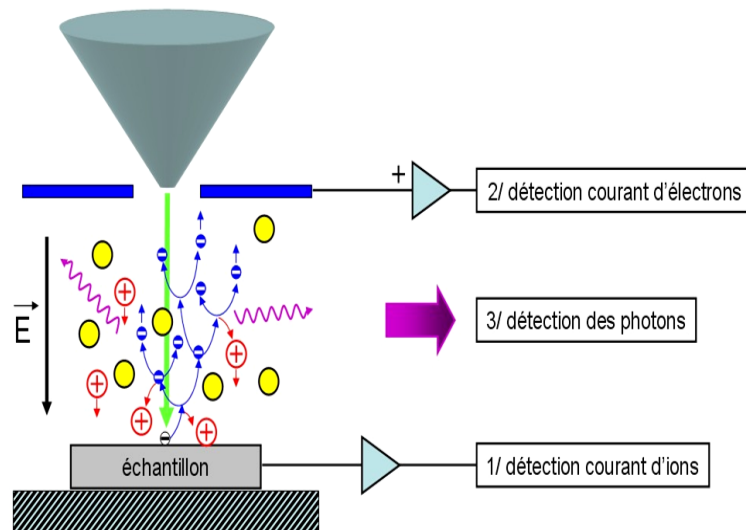 +
2/ détection courant d'électrons
E
3/ détection des photons
échantillon
1/ détection courant d'ions